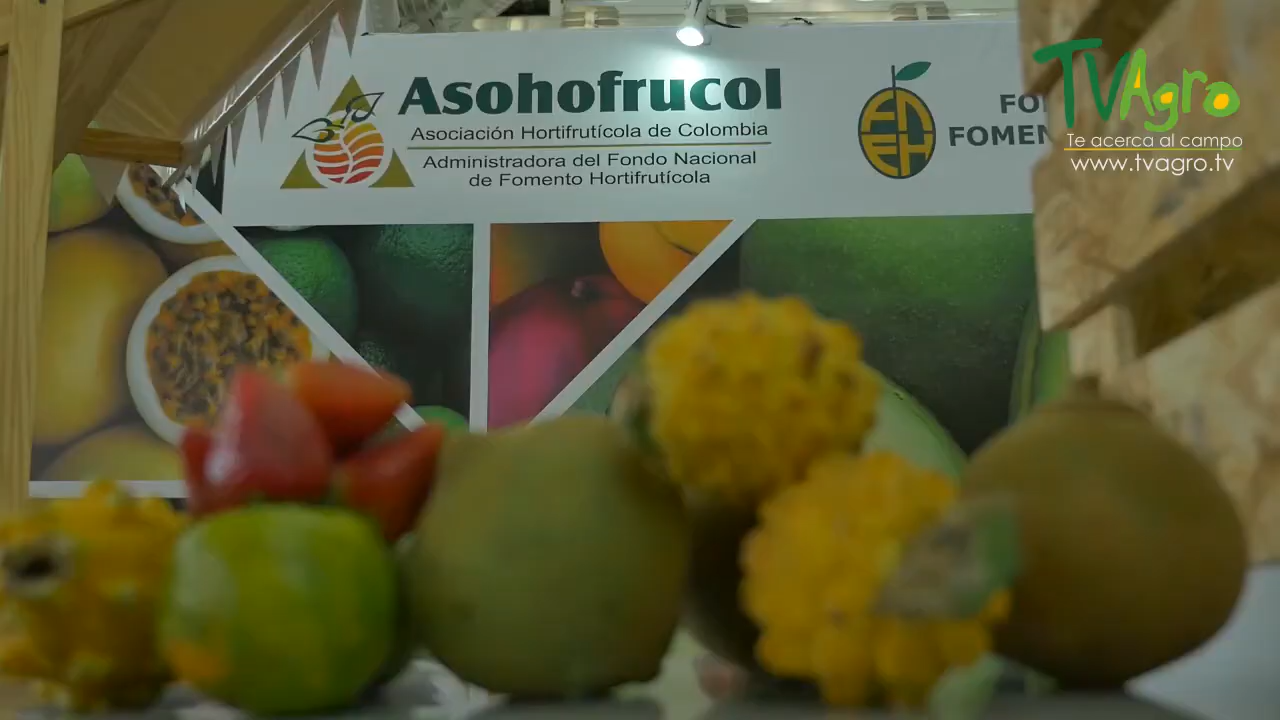 Asohofrucol
Asociación Hortifrutícola de Colombia
Administradora del Fondo Nacional
de Fomento Hortifrutícola
FNFH
FOMEN
TVAgro
Te acerca al campo
www.tvagro.tv